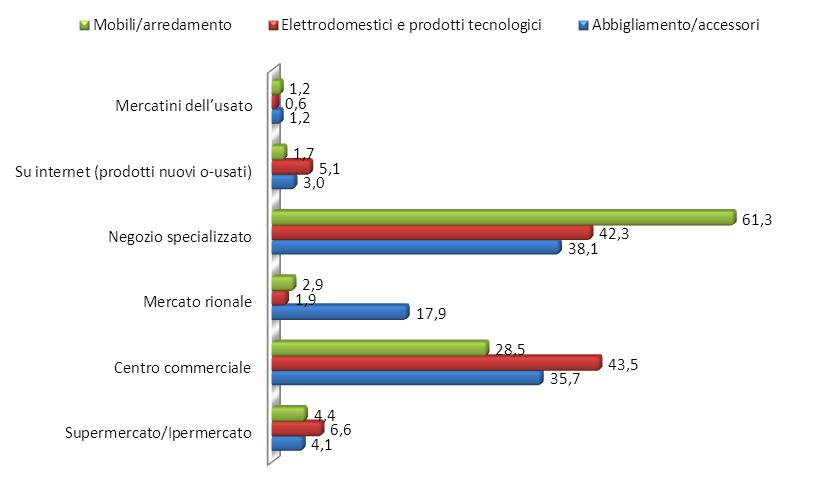 Mobili/arredamento Elettrodomestici e prodotti tecnologici Abbigliamento/accessori
Mercatini dell'usato
1,2
0,6
1,2
Su internet (prodotti nuovi o-usati)
1,7
5,1
3,0
Negozio specializzato
61,3
42,3
38,1
Mercato rionale
2,9
1,9
17,9
Centro commerciale
28,5
43,5
35,7
Supermercato/Ipermercato
4,4
6,6
4,1